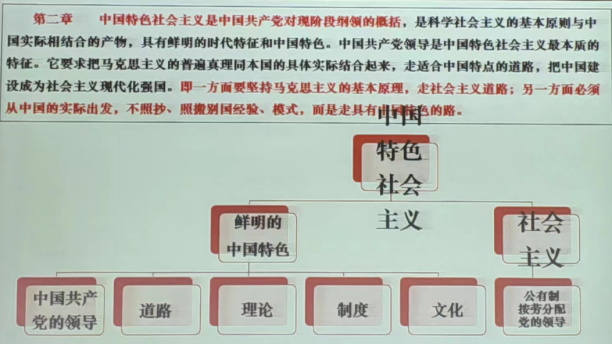 第二章 中国特色社会主义是中国共产党对现阶段纲领的概括，是科学社会主义的基本原则与中
国实际相结合的产物，具有鲜明的时代特征和中国特色。中国共产党领导是中国特色社会主义最本质的
特征。它要求把马克思主义的普遍真理同本国的具体实际结合起来，走适合中国特点的道路，把中国建
设成为社会主义现代化强国。即一方面要坚持马克思主义的基本原理，走社会主义道路；另一方面必须
从中国的实际出发，不照抄、照搬别国经验、模式，而是走具有中国特色的路。
中国
特色
社会
主义
鲜明的
中国特色
社会
主义
中国共产
党的领导
道路
理论
制度
文化
公有制
按劳分配
党的领导